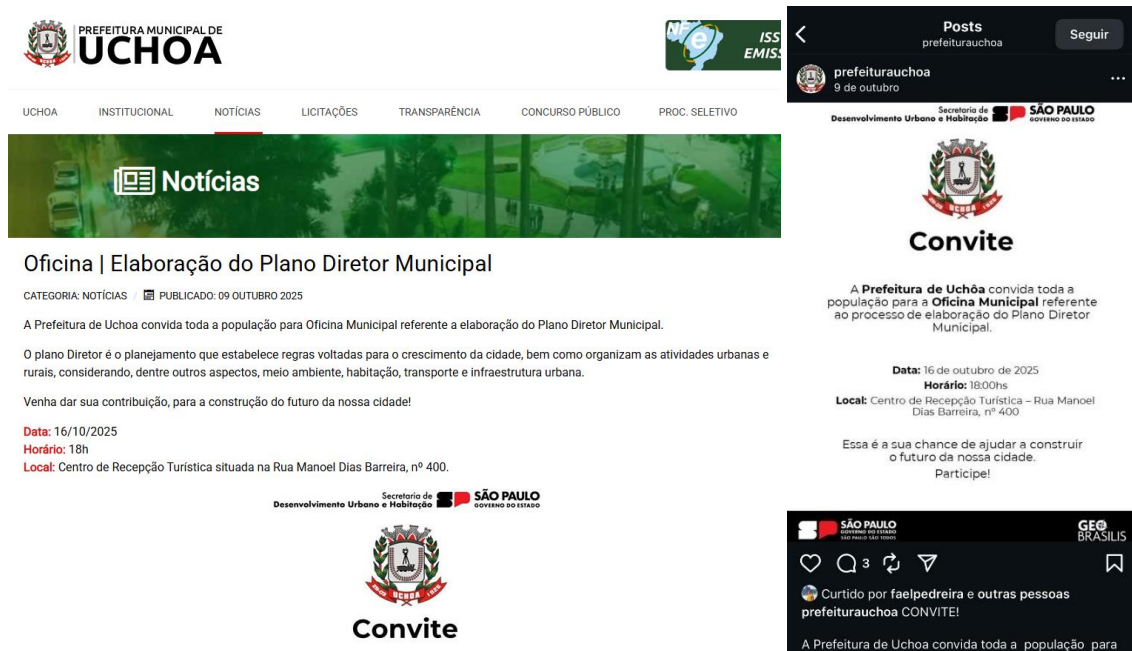 PREFEITURA MUNICIPAL DE
UCHOA
NF
e
ISS
EMISS
UCHOA INSTITUCIONAL NOTÍCIAS LICITAÇÕES TRANSPARÊNCIA CONCURSO PÚBLICO PROC. SELETIVO
Notícias
Oficina | Elaboração do Plano Diretor Municipal
CATEGORIA: NOTÍCIAS / PUBLICADO: 09 OUTUBRO 2025
A Prefeitura de Uchoa convida toda a população para Oficina Municipal referente a elaboração do Plano Diretor Municipal.
O plano Diretor é o planejamento que estabelece regras voltadas para o crescimento da cidade, bem como organizam as atividades urbanas e
rurais, considerando, dentre outros aspectos, meio ambiente, habitação, transporte e infraestrutura urbana.
Venha dar sua contribuição, para a construção do futuro da nossa cidade!
Data: 16/10/2025
Horário: 18h
Local: Centro de Recepção Turística situada na Rua Manoel Dias Barreira, nº 400.
Secretaria de
Desenvolvimento Urbano e Habitação
SÃO PAULO
GOVERNO DO ESTADO
UCHOA
Convite
Posts
prefeiturauchoa
Seguir
prefeiturauchoa
9 de outubro
Secretaria de
Desenvolvimento Urbano e Habitação
SÃO PAULO
GOVERNO DO ESTADO
UCHOA
Convite
A Prefeitura de Uchôa convida toda a
população para a Oficina Municipal referente
ao processo de elaboração do Plano Diretor
Municipal.
Data: 16 de outubro de 2025
Horário: 18:00hs
Local: Centro de Recepção Turística – Rua Manoel
Dias Barreira, nº 400
Essa é a sua chance de ajudar a construir
o futuro da nossa cidade.
Participe!
SÃO PAULO
GOVERNO DO ESTADO
SÃO PAULO SÃO TODOS
GEO
BRASILIS
3
Curtido por faelpedreira e outras pessoas
prefeiturauchoa CONVITE!
A Prefeitura de Uchoa convida toda a população para